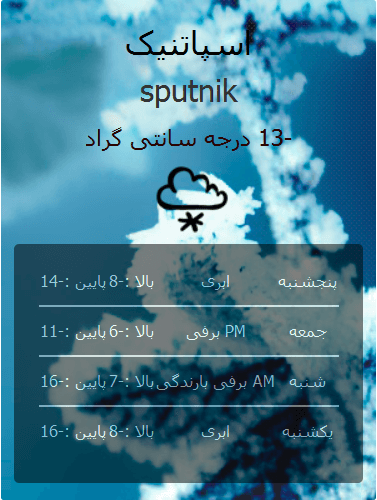 اسپاتنیک
sputnik
-13 درجه سانتی گراد
پنجشنبه ابری بالا :-8 پایین :-14
جمعه PM برفی بالا :-6 پایین :-11
شنبه AM برفی بارندگی بالا :-7 پایین :-16
یکشنبه ابری بالا :-8 پایین :-16